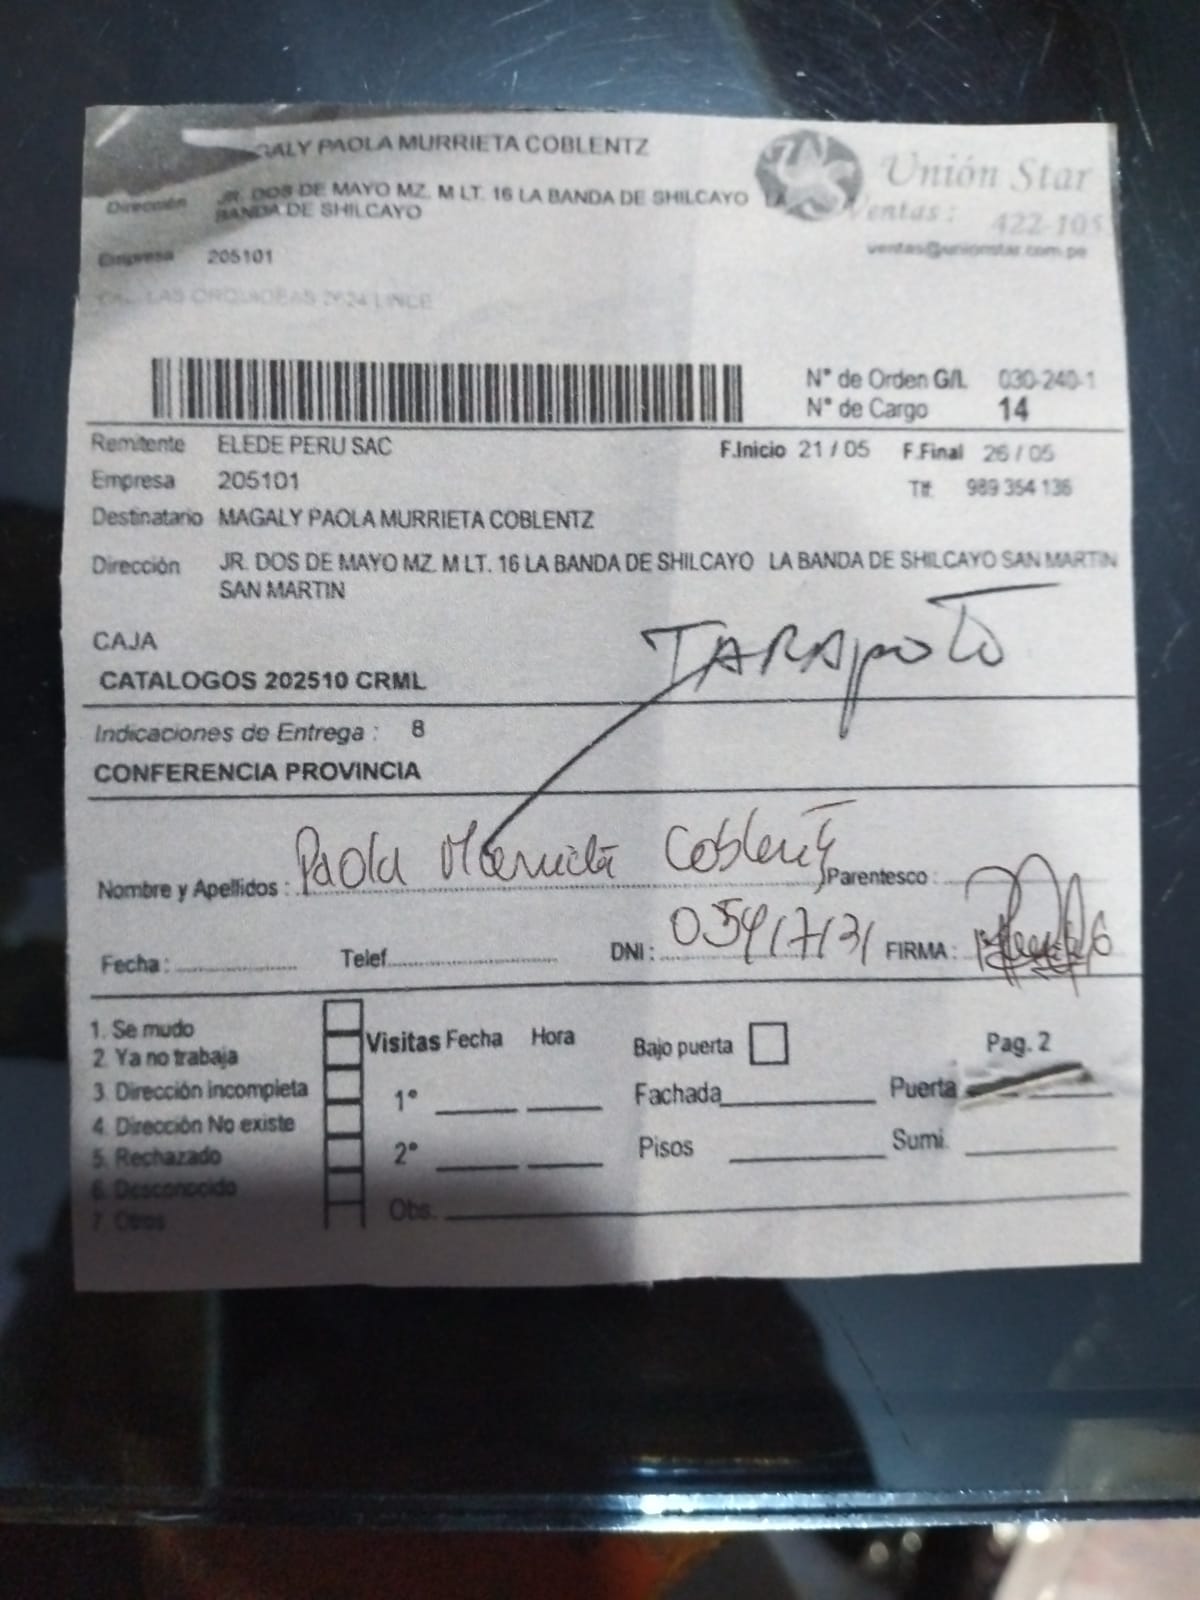 GALY PAOLA MURRIETA COBLENTZ
Dirección JR. DOS DE MAYO MZ. M LT. 16 LA BANDA DE SHILCAYO LA
BANDA DE SHILCAYO
Empresa 205101
CAL. LAS ORQUIDEAS 2624 LINCE
Unión Star
Ventas: 422-105
ventas@unionstar.com.pe
N° de Orden G/L 030-240-1
N° de Cargo 14
Remitente ELEDE PERU SAC F.Inicio 21 / 05 F.Final 26 / 05
Empresa 205101 Tlf: 989 354 136
Destinatario MAGALY PAOLA MURRIETA COBLENTZ
Dirección JR. DOS DE MAYO MZ. M LT. 16 LA BANDA DE SHILCAYO LA BANDA DE SHILCAYO SAN MARTIN
SAN MARTIN
TARApoTo
CAJA
CATALOGOS 202510 CRML
Indicaciones de Entrega : 8
CONFERENCIA PROVINCIA
Nombre y Apellidos : Paola Murrieta Coblentz Parentesco :
Fecha : Telef. DNI : 05417131 FIRMA :
1. Se mudo
2. Ya no trabaja
3. Dirección incompleta
4. Dirección No existe
5. Rechazado
6. Desconocido
7. Otros
Visitas Fecha Hora
1°
2°
Obs.
Bajo puerta Pag. 2
Fachada Puerta
Pisos Sumi.